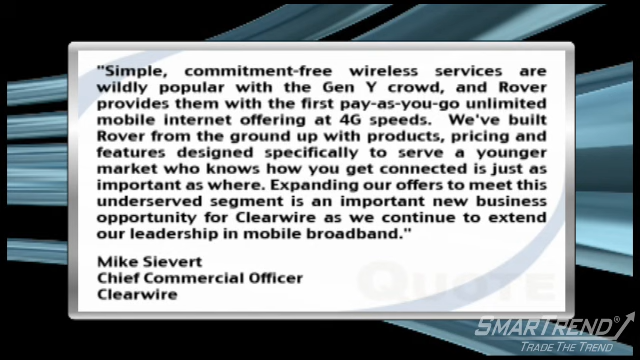 "Simple, commitment-free wireless services are
wildly popular with the Gen Y crowd, and Rover
provides them with the first pay-as-you-go unlimited
mobile internet offering at 4G speeds. We've built
Rover from the ground up with products, pricing and
features designed specifically to serve a younger
market who knows how you get connected is just as
important as where. Expanding our offers to meet this
underserved segment is an important new business
opportunity for Clearwire as we continue to extend
our leadership in mobile broadband."
Mike Sievert
Chief Commercial Officer
Clearwire
QUOTE
SMARTREND®
TRADE THE TREND